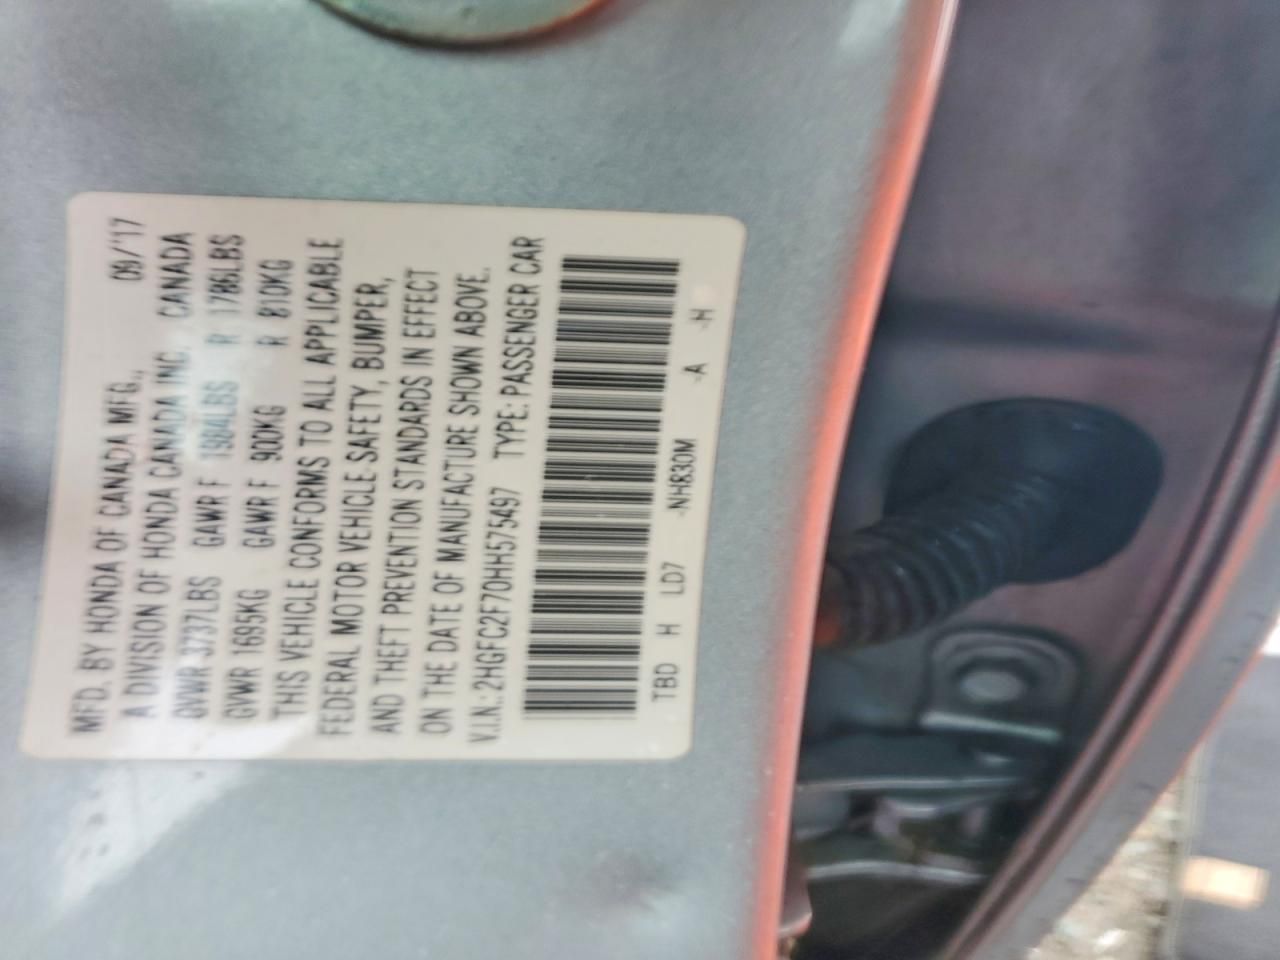 MFD. BY HONDA OF CANADA MFG., 09/'17
A DIVISION OF HONDA CANADA INC. CANADA
GVWR 3737LBS GAWR F 1984LBS R 1786LBS
GVWR 1695KG GAWR F 900KG R 810KG
THIS VEHICLE CONFORMS TO ALL APPLICABLE
FEDERAL MOTOR VEHICLE SAFETY, BUMPER,
AND THEFT PREVENTION STANDARDS IN EFFECT
ON THE DATE OF MANUFACTURE SHOWN ABOVE.
V.I.N.: 2HGFC2F70HH575497 TYPE: PASSENGER CAR
TBD H LD7 -NH830M -A -H